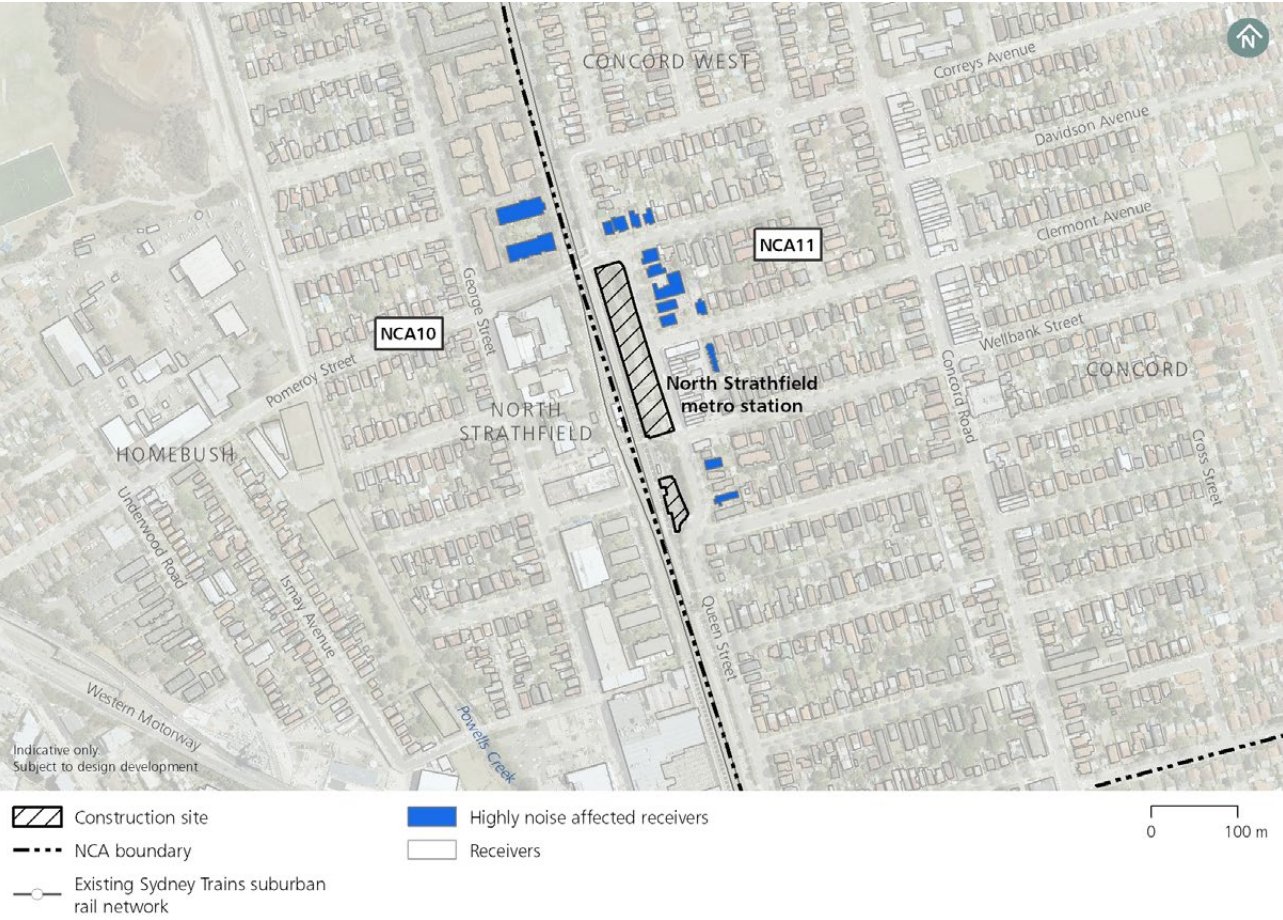 N
CONCORD WEST
Correys Avenue
Davidson Avenue
Clermont Avenue
NCA11
George Street
NCA10
Wellbank Street
Pomeroy Street
Concord Road
CONCORD
North Strathfield
metro station
NORTH
STRATHFIELD
HOMEBUSH
Cross Street
Underwood Road
Ismay Avenue
Queen Street
Western Motorway
Powells Creek
Indicative only.
Subject to design development
Construction site
Highly noise affected receivers
NCA boundary
Receivers
Existing Sydney Trains suburban
rail network
0 100 m